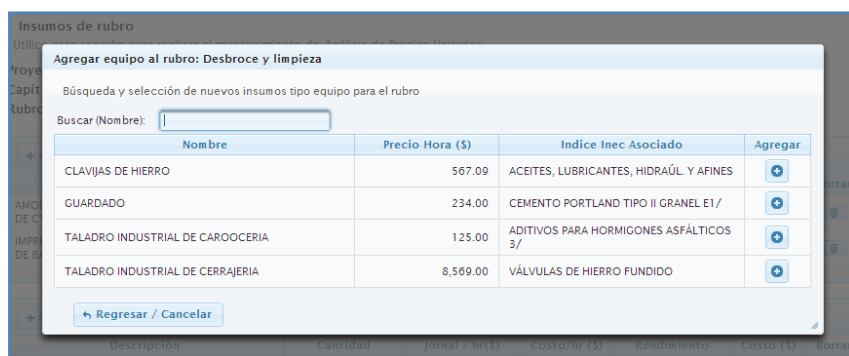 Insumos de rubro
Agregar equipo al rubro: Desbroce y limpieza
Búsqueda y selección de nuevos insumos tipo equipo para el rubro
Buscar (Nombre):
Nombre Precio Hora ($) Indice Inec Asociado Agregar
CLAVIJAS DE HIERRO 567.09 ACEITES, LUBRICANTES, HIDRAÚL. Y AFINES
GUARDADO 234.00 CEMENTO PORTLAND TIPO II GRANEL E1/
TALADRO INDUSTRIAL DE CAROOCERIA 125.00 ADITIVOS PARA HORMIGONES ASFÁLTICOS
3/
TALADRO INDUSTRIAL DE CERRAJERIA 8,569.00 VÁLVULAS DE HIERRO FUNDIDO
Regresar / Cancelar
Descripción Cantidad Jornal / hr($) Costo/hr ($) Rendimiento Costo ($)